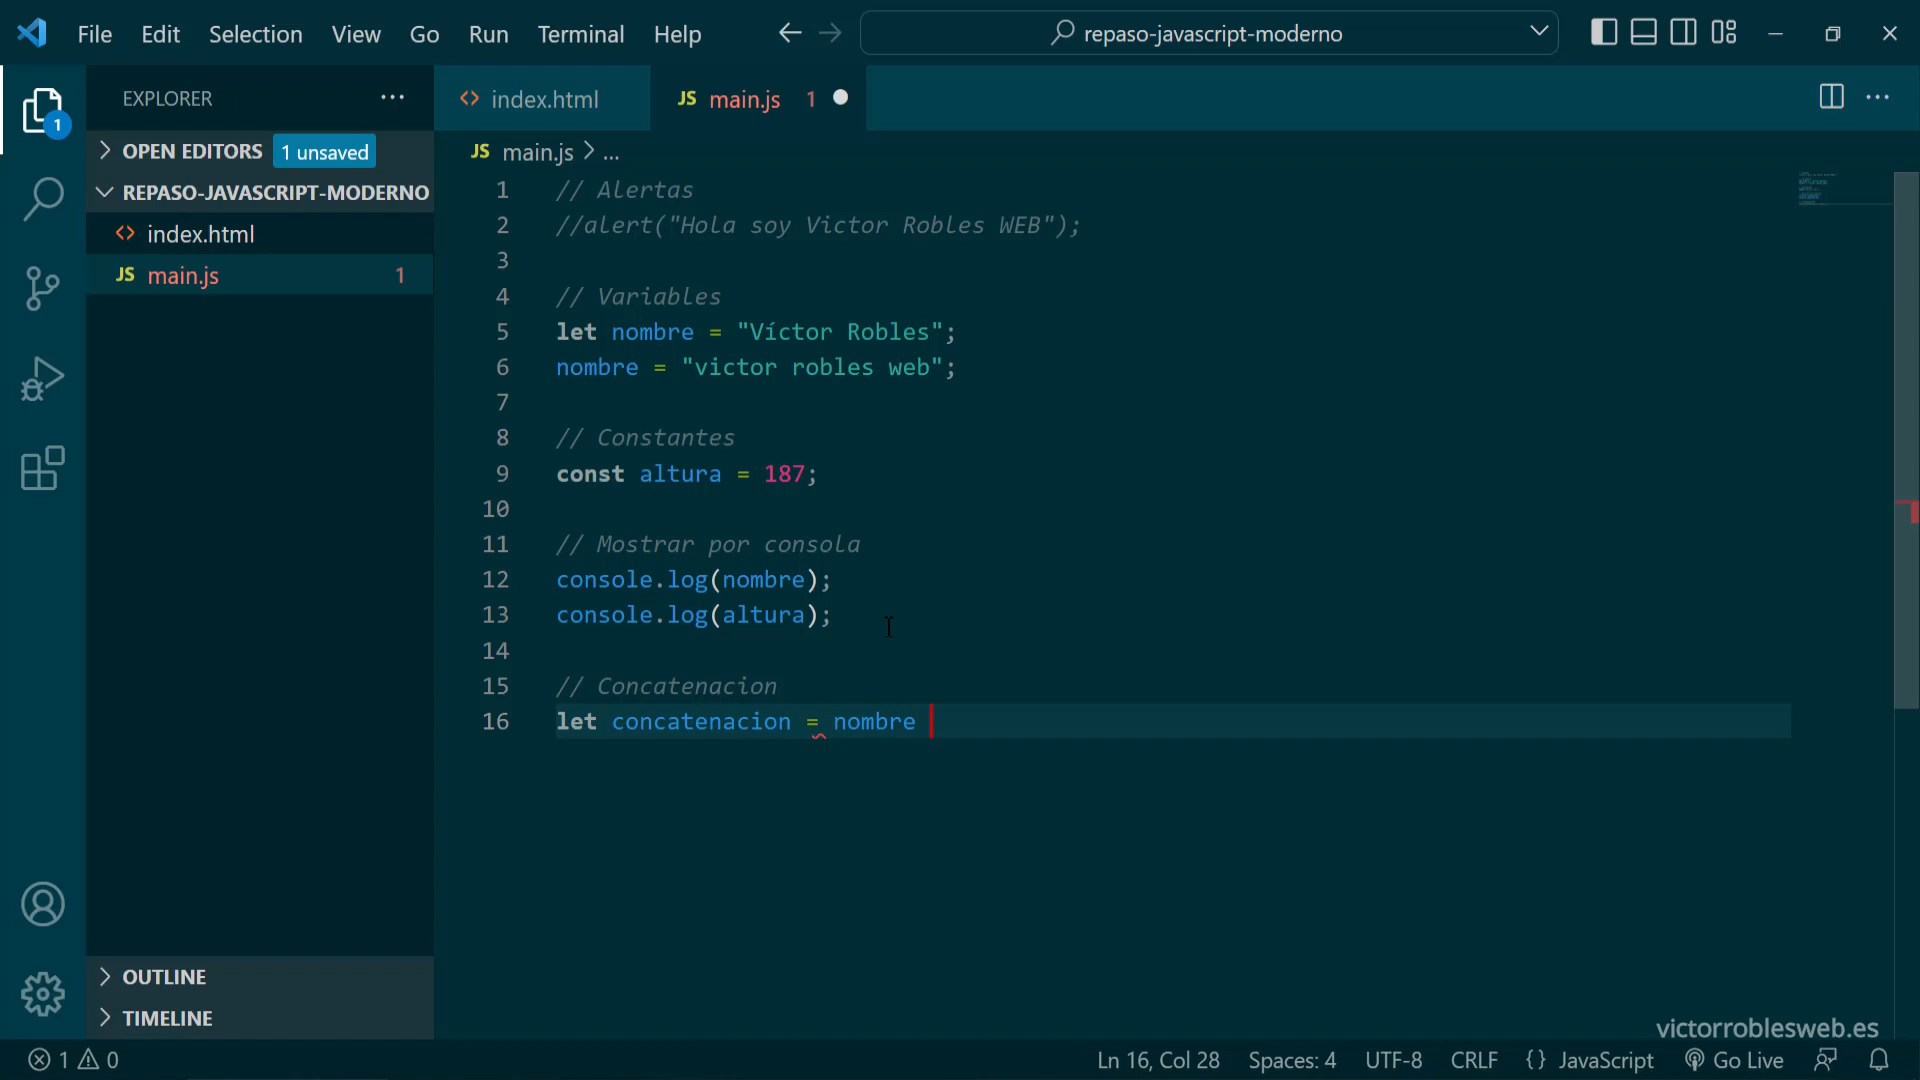 File Edit Selection View Go Run Terminal Help repaso-javascript-moderno
1
EXPLORER ...
OPEN EDITORS 1 unsaved
REPASO-JAVASCRIPT-MODERNO
<> index.html
JS main.js 1
<> index.html JS main.js 1
JS main.js > ...
1 // Alertas
2 //alert("Hola soy Victor Robles WEB");
3
4 // Variables
5 let nombre = "Víctor Robles";
6 nombre = "victor robles web";
7
8 // Constantes
9 const altura = 187;
10
11 // Mostrar por consola
12 console.log(nombre);
13 console.log(altura);
14
15 // Concatenacion
16 let concatenacion = nombre
OUTLINE
TIMELINE
victorroblesweb.es
1 0 Ln 16, Col 28 Spaces: 4 UTF-8 CRLF {} JavaScript Go Live